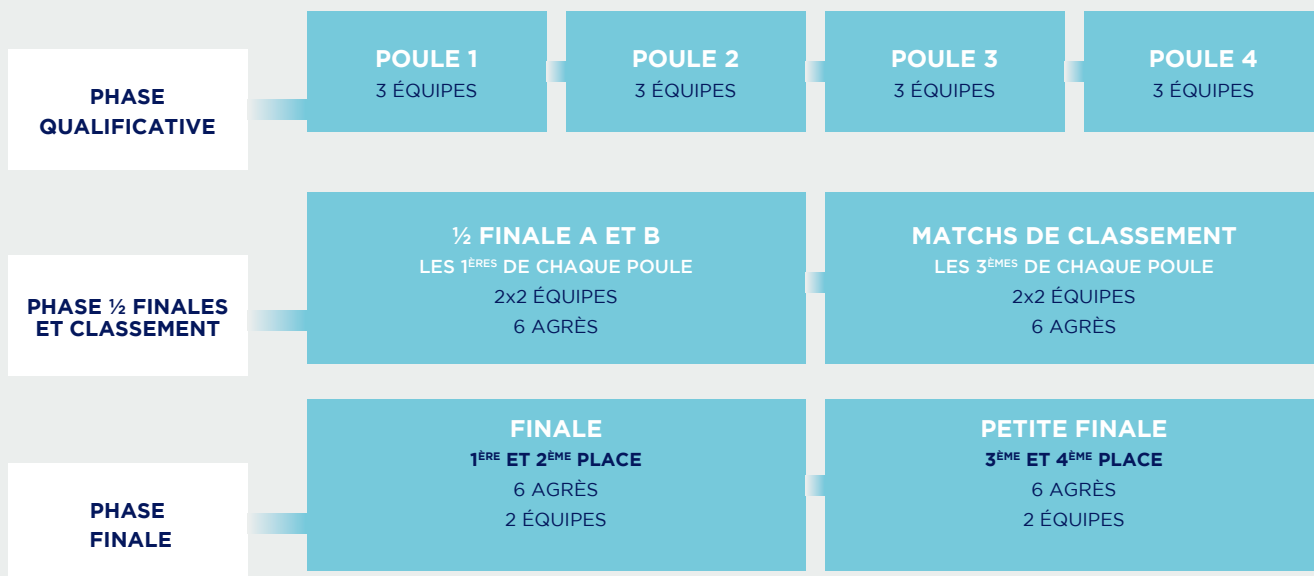 PHASE
QUALIFICATIVE
POULE 1
3 ÉQUIPES
POULE 2
3 ÉQUIPES
POULE 3
3 ÉQUIPES
POULE 4
3 ÉQUIPES
PHASE ½ FINALES
ET CLASSEMENT
½ FINALE A ET B
LES 1ÈRES DE CHAQUE POULE
2x2 ÉQUIPES
6 AGRÈS
MATCHS DE CLASSEMENT
LES 3ÈMES DE CHAQUE POULE
2x2 ÉQUIPES
6 AGRÈS
PHASE
FINALE
FINALE
1ÈRE ET 2ÈME PLACE
6 AGRÈS
2 ÉQUIPES
PETITE FINALE
3ÈME ET 4ÈME PLACE
6 AGRÈS
2 ÉQUIPES